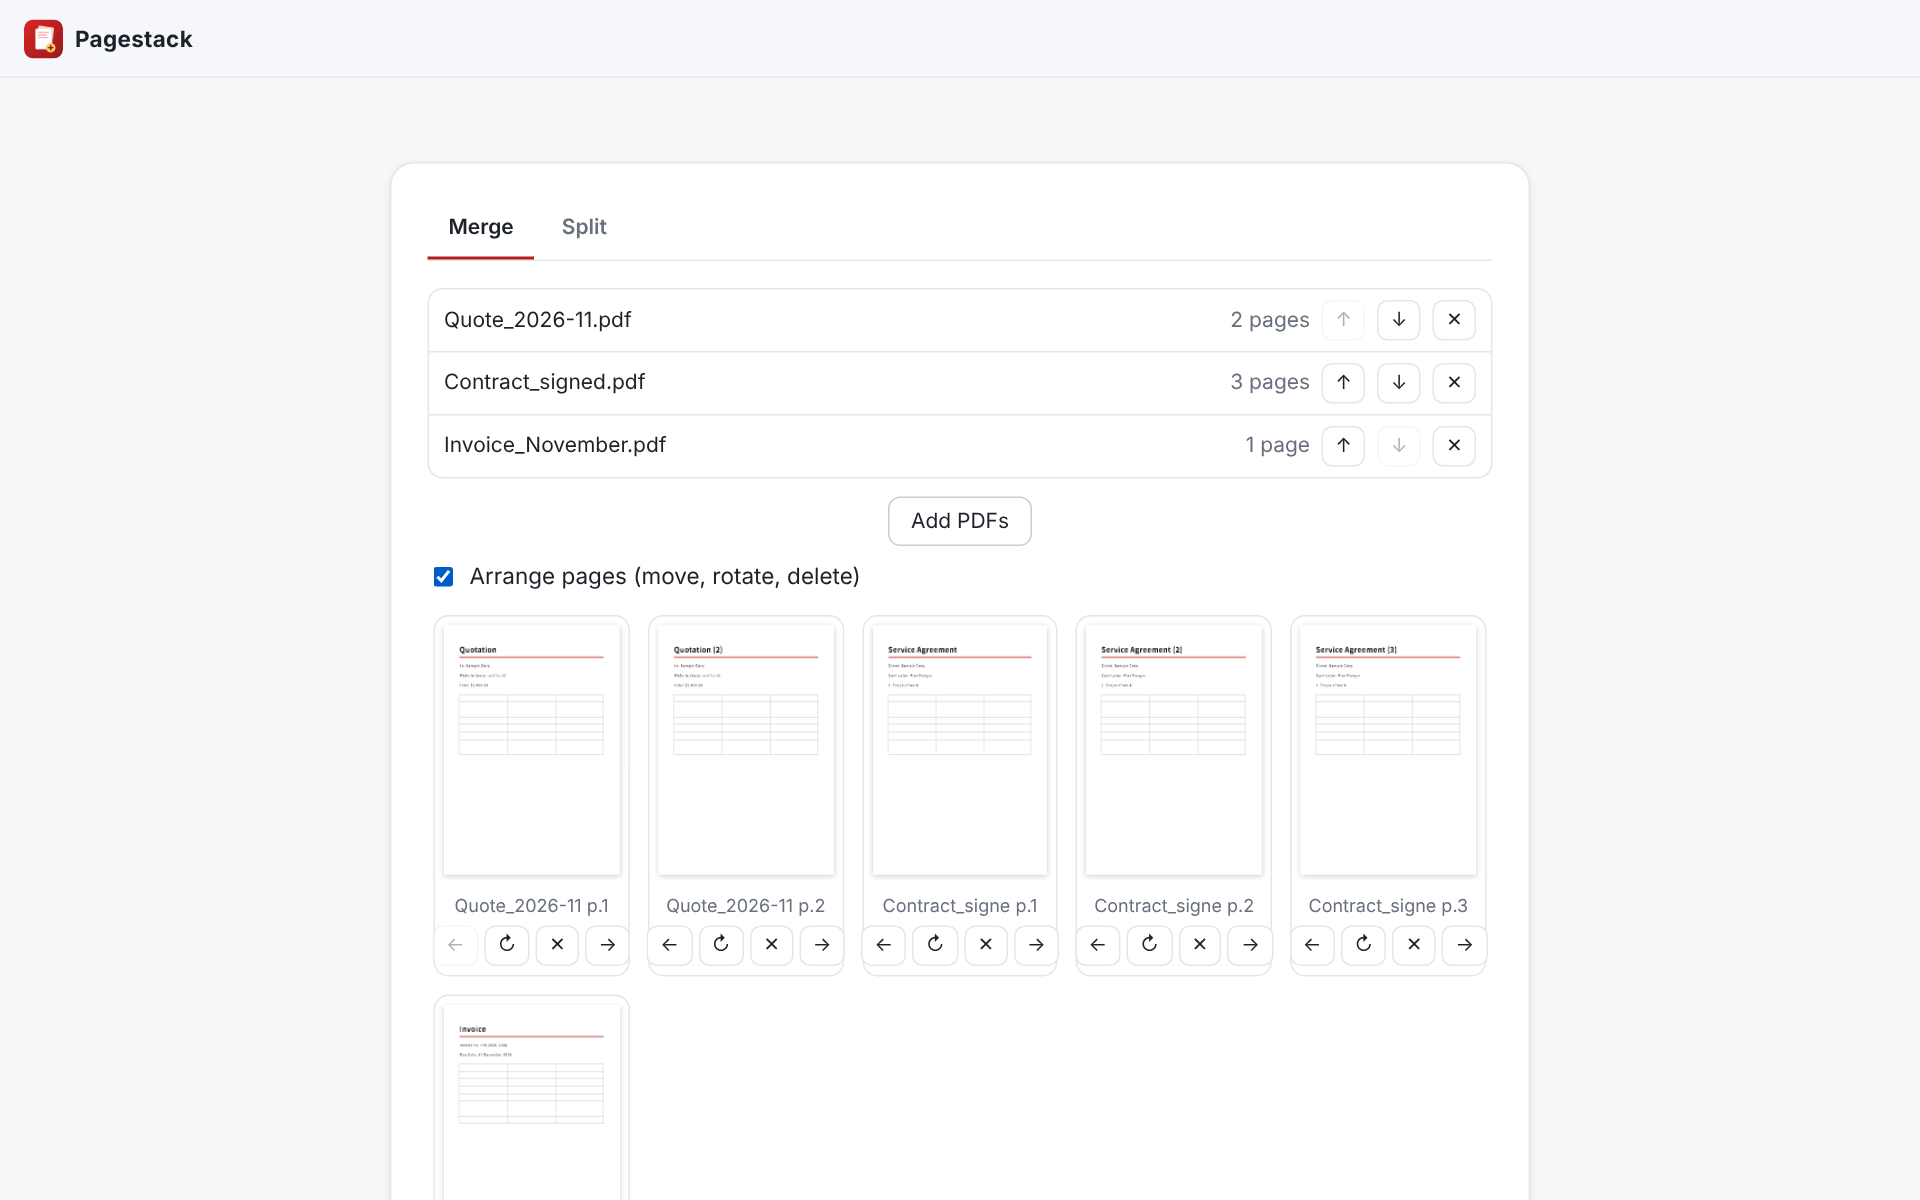 Pagestack
Merge Split
Quote_2026-11.pdf 2 pages
Contract_signed.pdf 3 pages
Invoice_November.pdf 1 page
Add PDFs
Arrange pages (move, rotate, delete)
Quotation
Quotation (2)
Service Agreement
Service Agreement (2)
Service Agreement (3)
Quote_2026-11 p.1
Quote_2026-11 p.2
Contract_signe p.1
Contract_signe p.2
Contract_signe p.3
Invoice